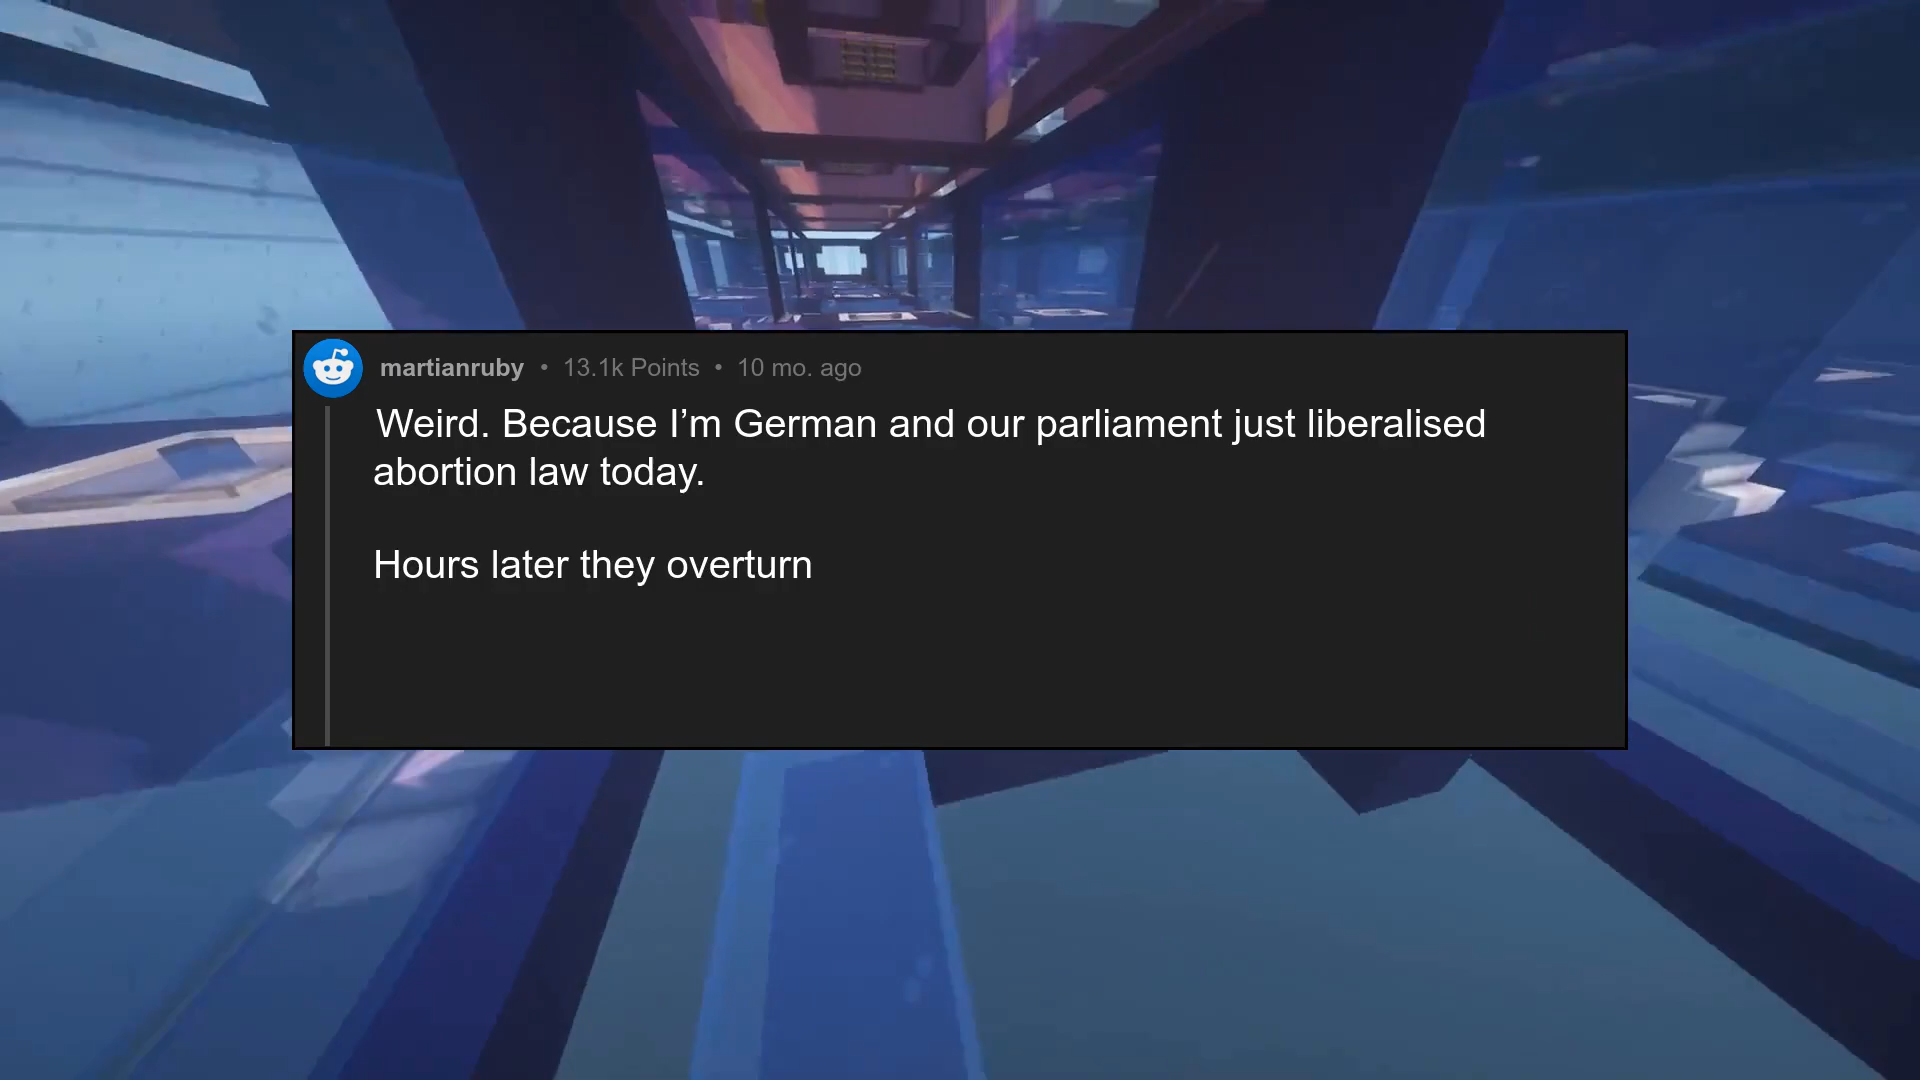 martianruby • 13.1k Points • 10 mo. ago
Weird. Because I’m German and our parliament just liberalised
abortion law today.
Hours later they overturn